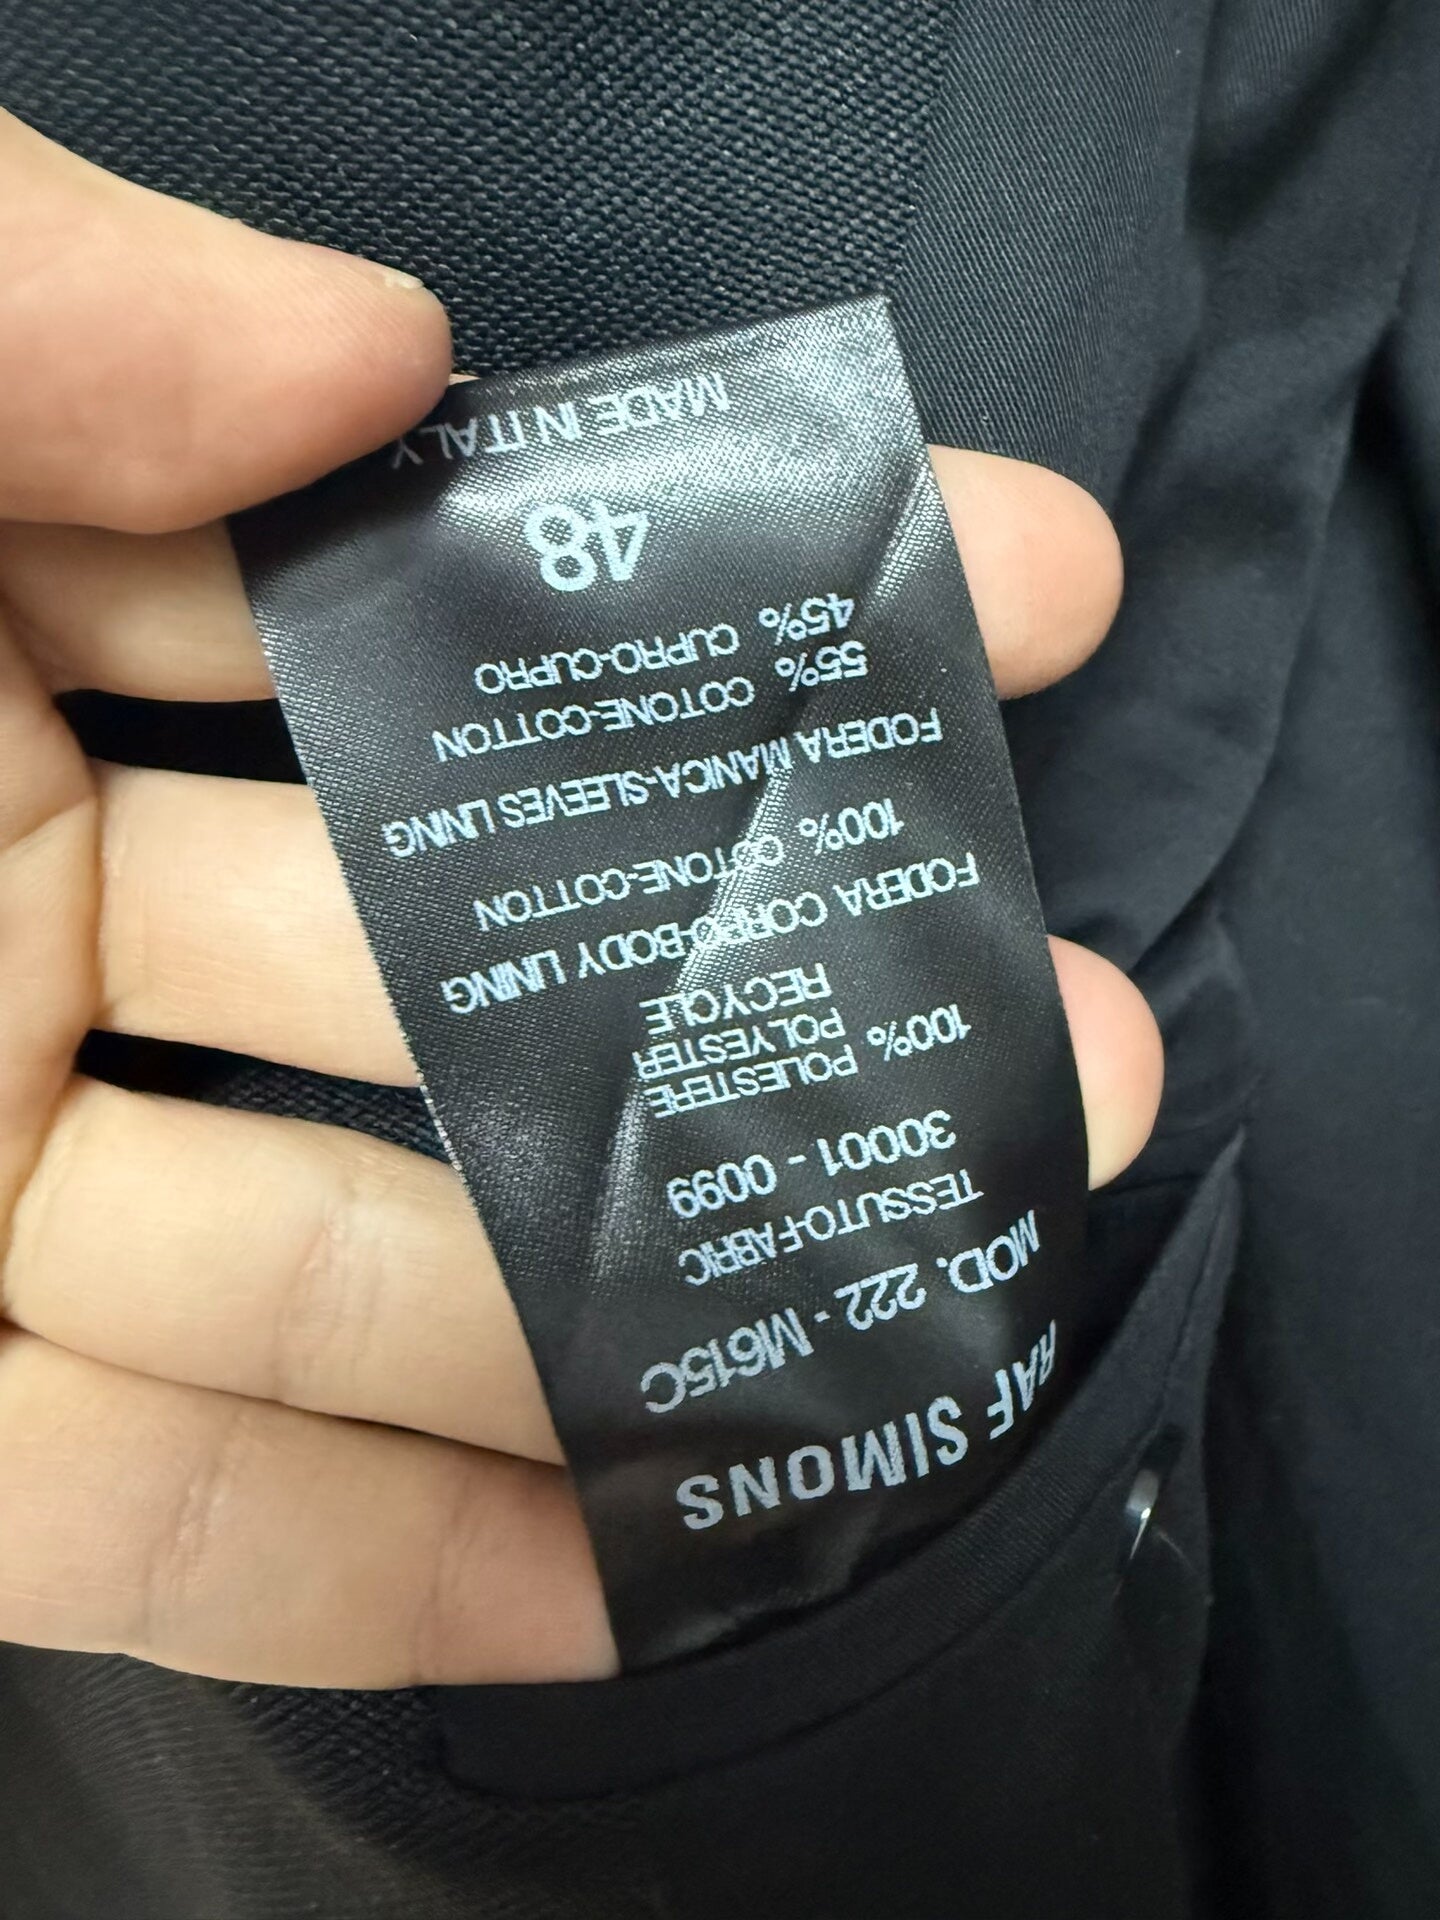 RAF SIMONS
MOD. 222 - M615C
TESSUTO-FABRIC
30001 - 0099
100% POLIESTERE
POLYESTER
RECYCLE
FODERA CORPO-BODY LINING
100% COTONE-COTTON
FODERA MANICA-SLEEVES LINING
55% COTONE-COTTON
45% CUPRO-CUPRO
48
MADE IN ITALY